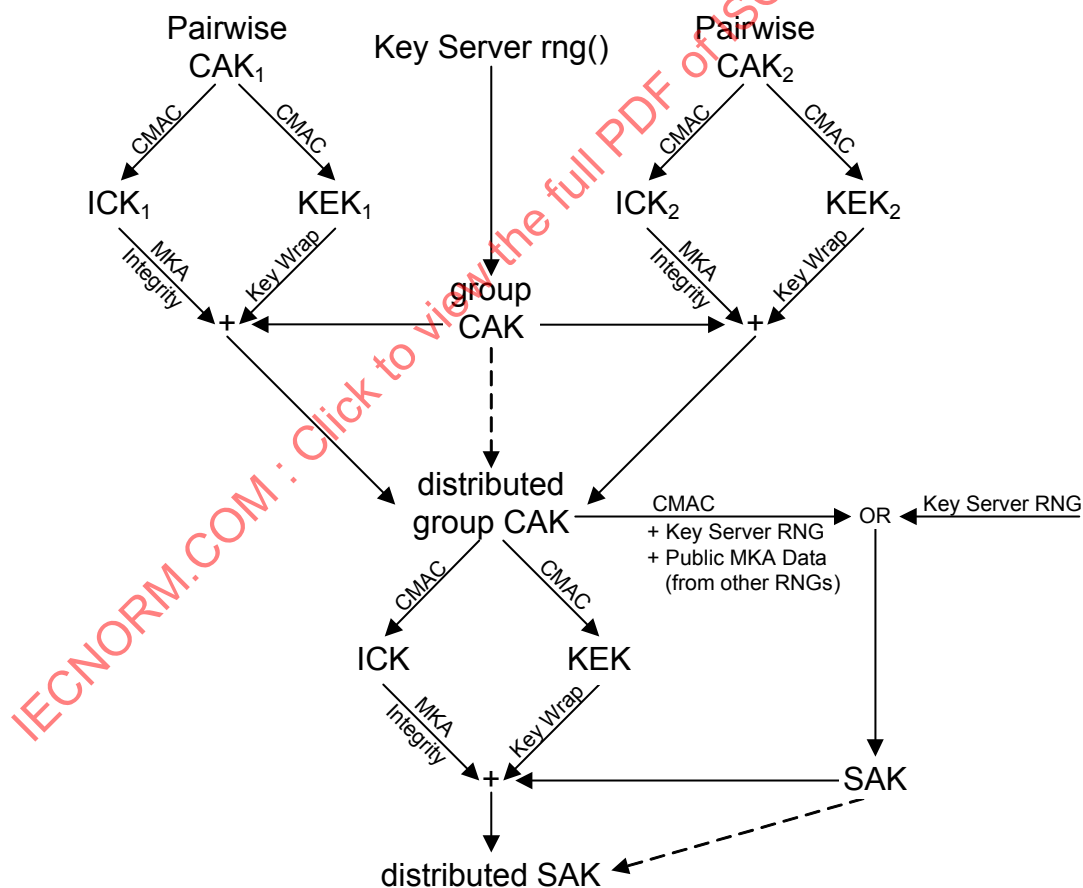 Pairwise
CAK₁
Key Server rng()
Pairwise
CAK₂
CMAC
CMAC
CMAC
CMAC
ICK₁
KEK₁
ICK₂
KEK₂
MKA
Integrity
Key Wrap
MKA
Integrity
Key Wrap
group
CAK
+
+
distributed
group CAK
CMAC
+ Key Server RNG
+ Public MKA Data
(from other RNGs)
OR
Key Server RNG
CMAC
CMAC
ICK
KEK
MKA
Integrity
Key Wrap
+
SAK
distributed SAK
IECNORM.COM : Click to view the full PDF of ISO